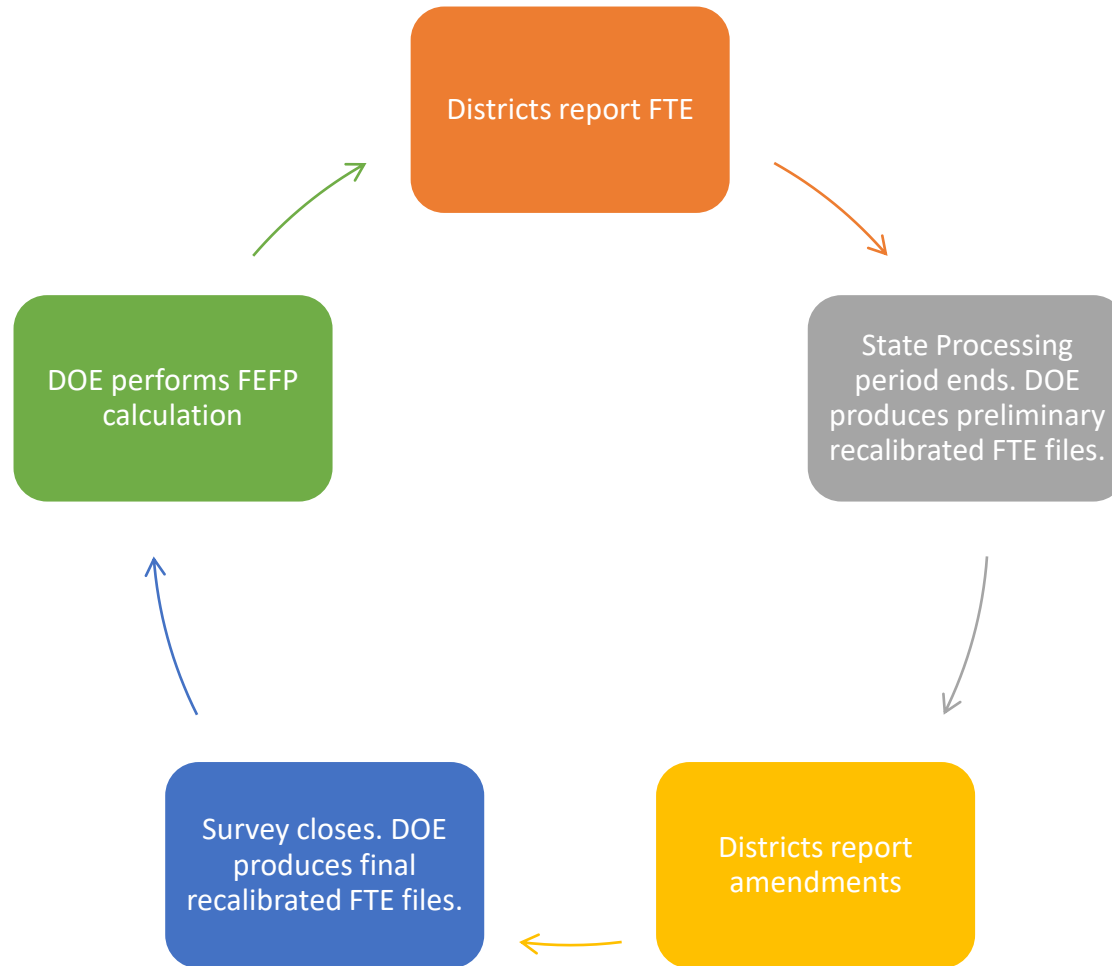 Districts report FTE
State Processing
period ends. DOE
produces preliminary
recalibrated FTE files.
Districts report
amendments
Survey closes. DOE
produces final
recalibrated FTE files.
DOE performs FEFP
calculation